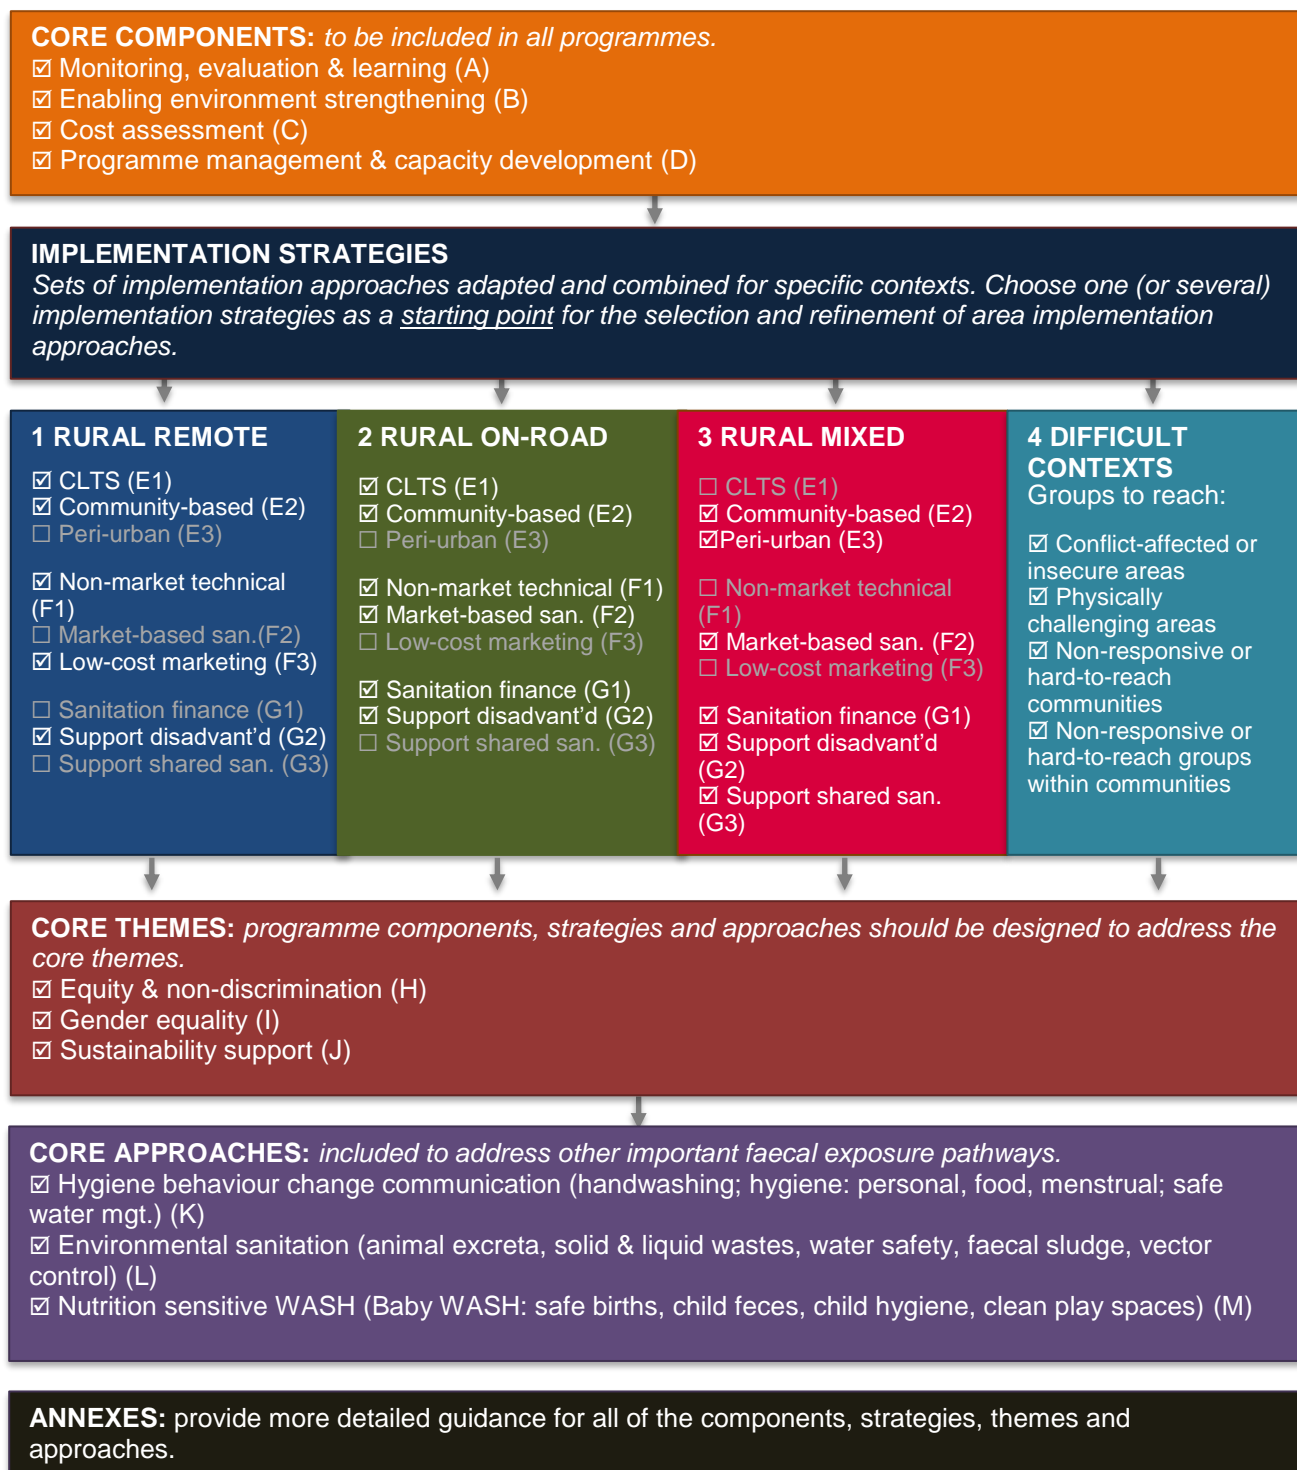 CORE COMPONENTS: to be included in all programmes.
☑ Monitoring, evaluation & learning (A)
☑ Enabling environment strengthening (B)
☑ Cost assessment (C)
☑ Programme management & capacity development (D)
IMPLEMENTATION STRATEGIES
Sets of implementation approaches adapted and combined for specific contexts. Choose one (or several)
implementation strategies as a starting point for the selection and refinement of area implementation
approaches.
1 RURAL REMOTE
☑ CLTS (E1)
☑ Community-based (E2)
☐ Peri-urban (E3)
☑ Non-market technical
(F1)
☐ Market-based san.(F2)
☑ Low-cost marketing (F3)
☐ Sanitation finance (G1)
☑ Support disadvant’d (G2)
☐ Support shared san. (G3)
2 RURAL ON-ROAD
☑ CLTS (E1)
☑ Community-based (E2)
☐ Peri-urban (E3)
☑ Non-market technical (F1)
☑ Market-based san. (F2)
☐ Low-cost marketing (F3)
☑ Sanitation finance (G1)
☑ Support disadvant’d (G2)
☐ Support shared san. (G3)
3 RURAL MIXED
☐ CLTS (E1)
☑ Community-based (E2)
☑Peri-urban (E3)
☐ Non-market technical
(F1)
☑ Market-based san. (F2)
☐ Low-cost marketing (F3)
☑ Sanitation finance (G1)
☑ Support disadvant’d
(G2)
☑ Support shared san.
(G3)
4 DIFFICULT
CONTEXTS
Groups to reach:
☑ Conflict-affected or
insecure areas
☑ Physically
challenging areas
☑ Non-responsive or
hard-to-reach
communities
☑ Non-responsive or
hard-to-reach groups
within communities
CORE THEMES: programme components, strategies and approaches should be designed to address the
core themes.
☑ Equity & non-discrimination (H)
☑ Gender equality (I)
☑ Sustainability support (J)
CORE APPROACHES: included to address other important faecal exposure pathways.
☑ Hygiene behaviour change communication (handwashing; hygiene: personal, food, menstrual; safe
water mgt.) (K)
☑ Environmental sanitation (animal excreta, solid & liquid wastes, water safety, faecal sludge, vector
control) (L)
☑ Nutrition sensitive WASH (Baby WASH: safe births, child feces, child hygiene, clean play spaces) (M)
ANNEXES: provide more detailed guidance for all of the components, strategies, themes and
approaches.